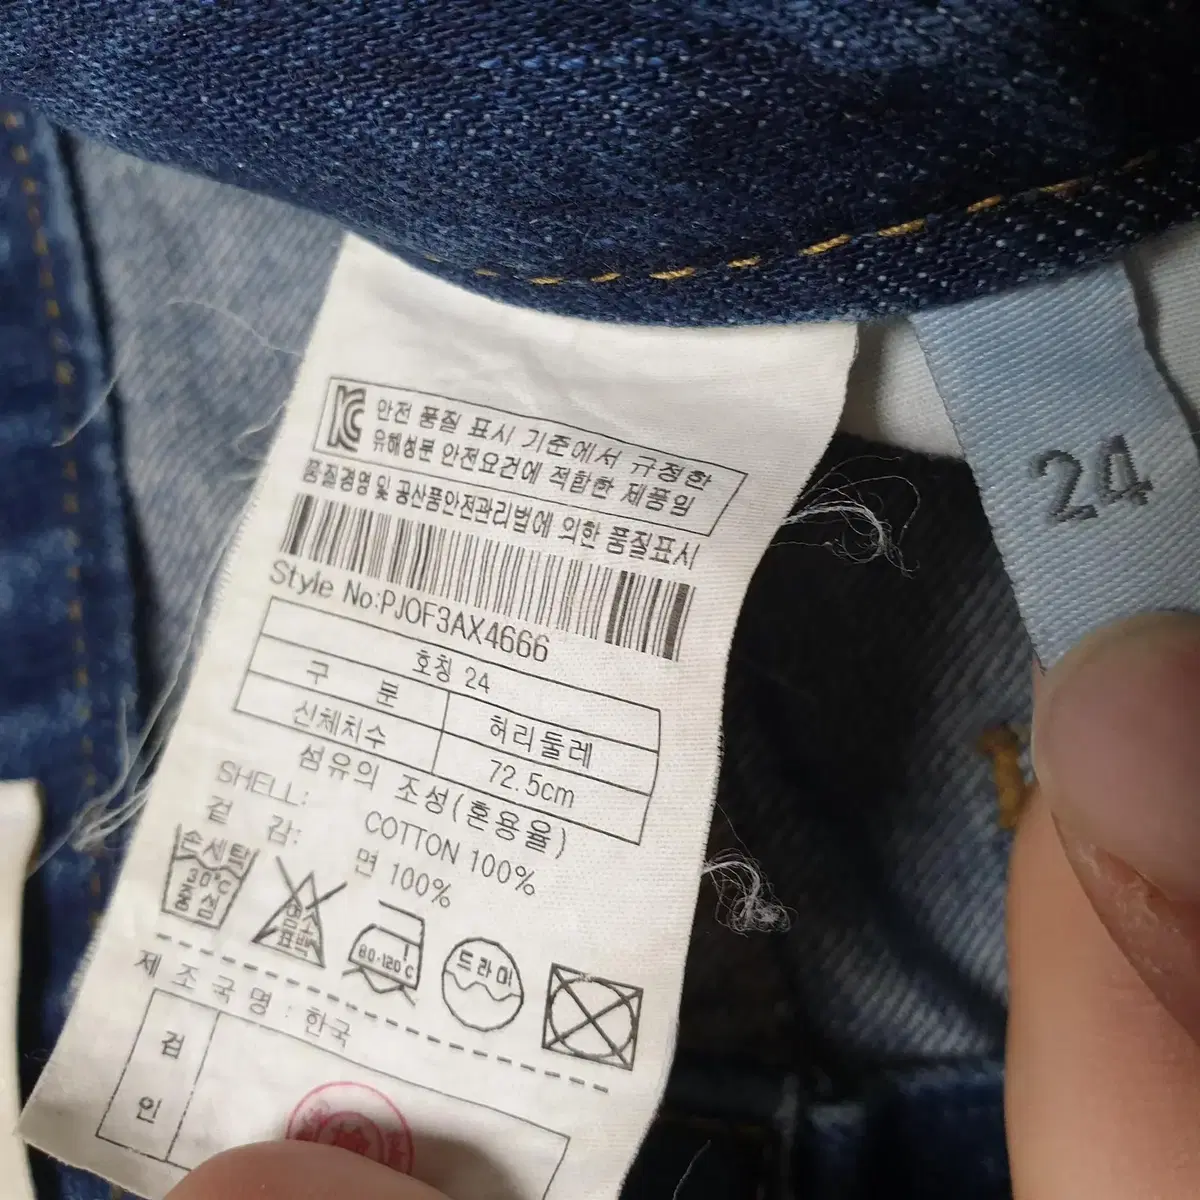 안전 품질 표시 기준에서 규정한
유해성분 안전요건에 적합한 제품임
품질경영 및 공산품안전관리법에 의한 품질표시
Style No:PJOF3AX4666
호칭 24
구 분 허리둘레
신체치수 72.5cm
섬유의 조성(혼용율)
SHELL: COTTON 100%
겉 감: 면 100%
손세탁
30°C
중성
염소
표백
80-120°C
드라이
제 조 국 명 : 한국
검
인
24